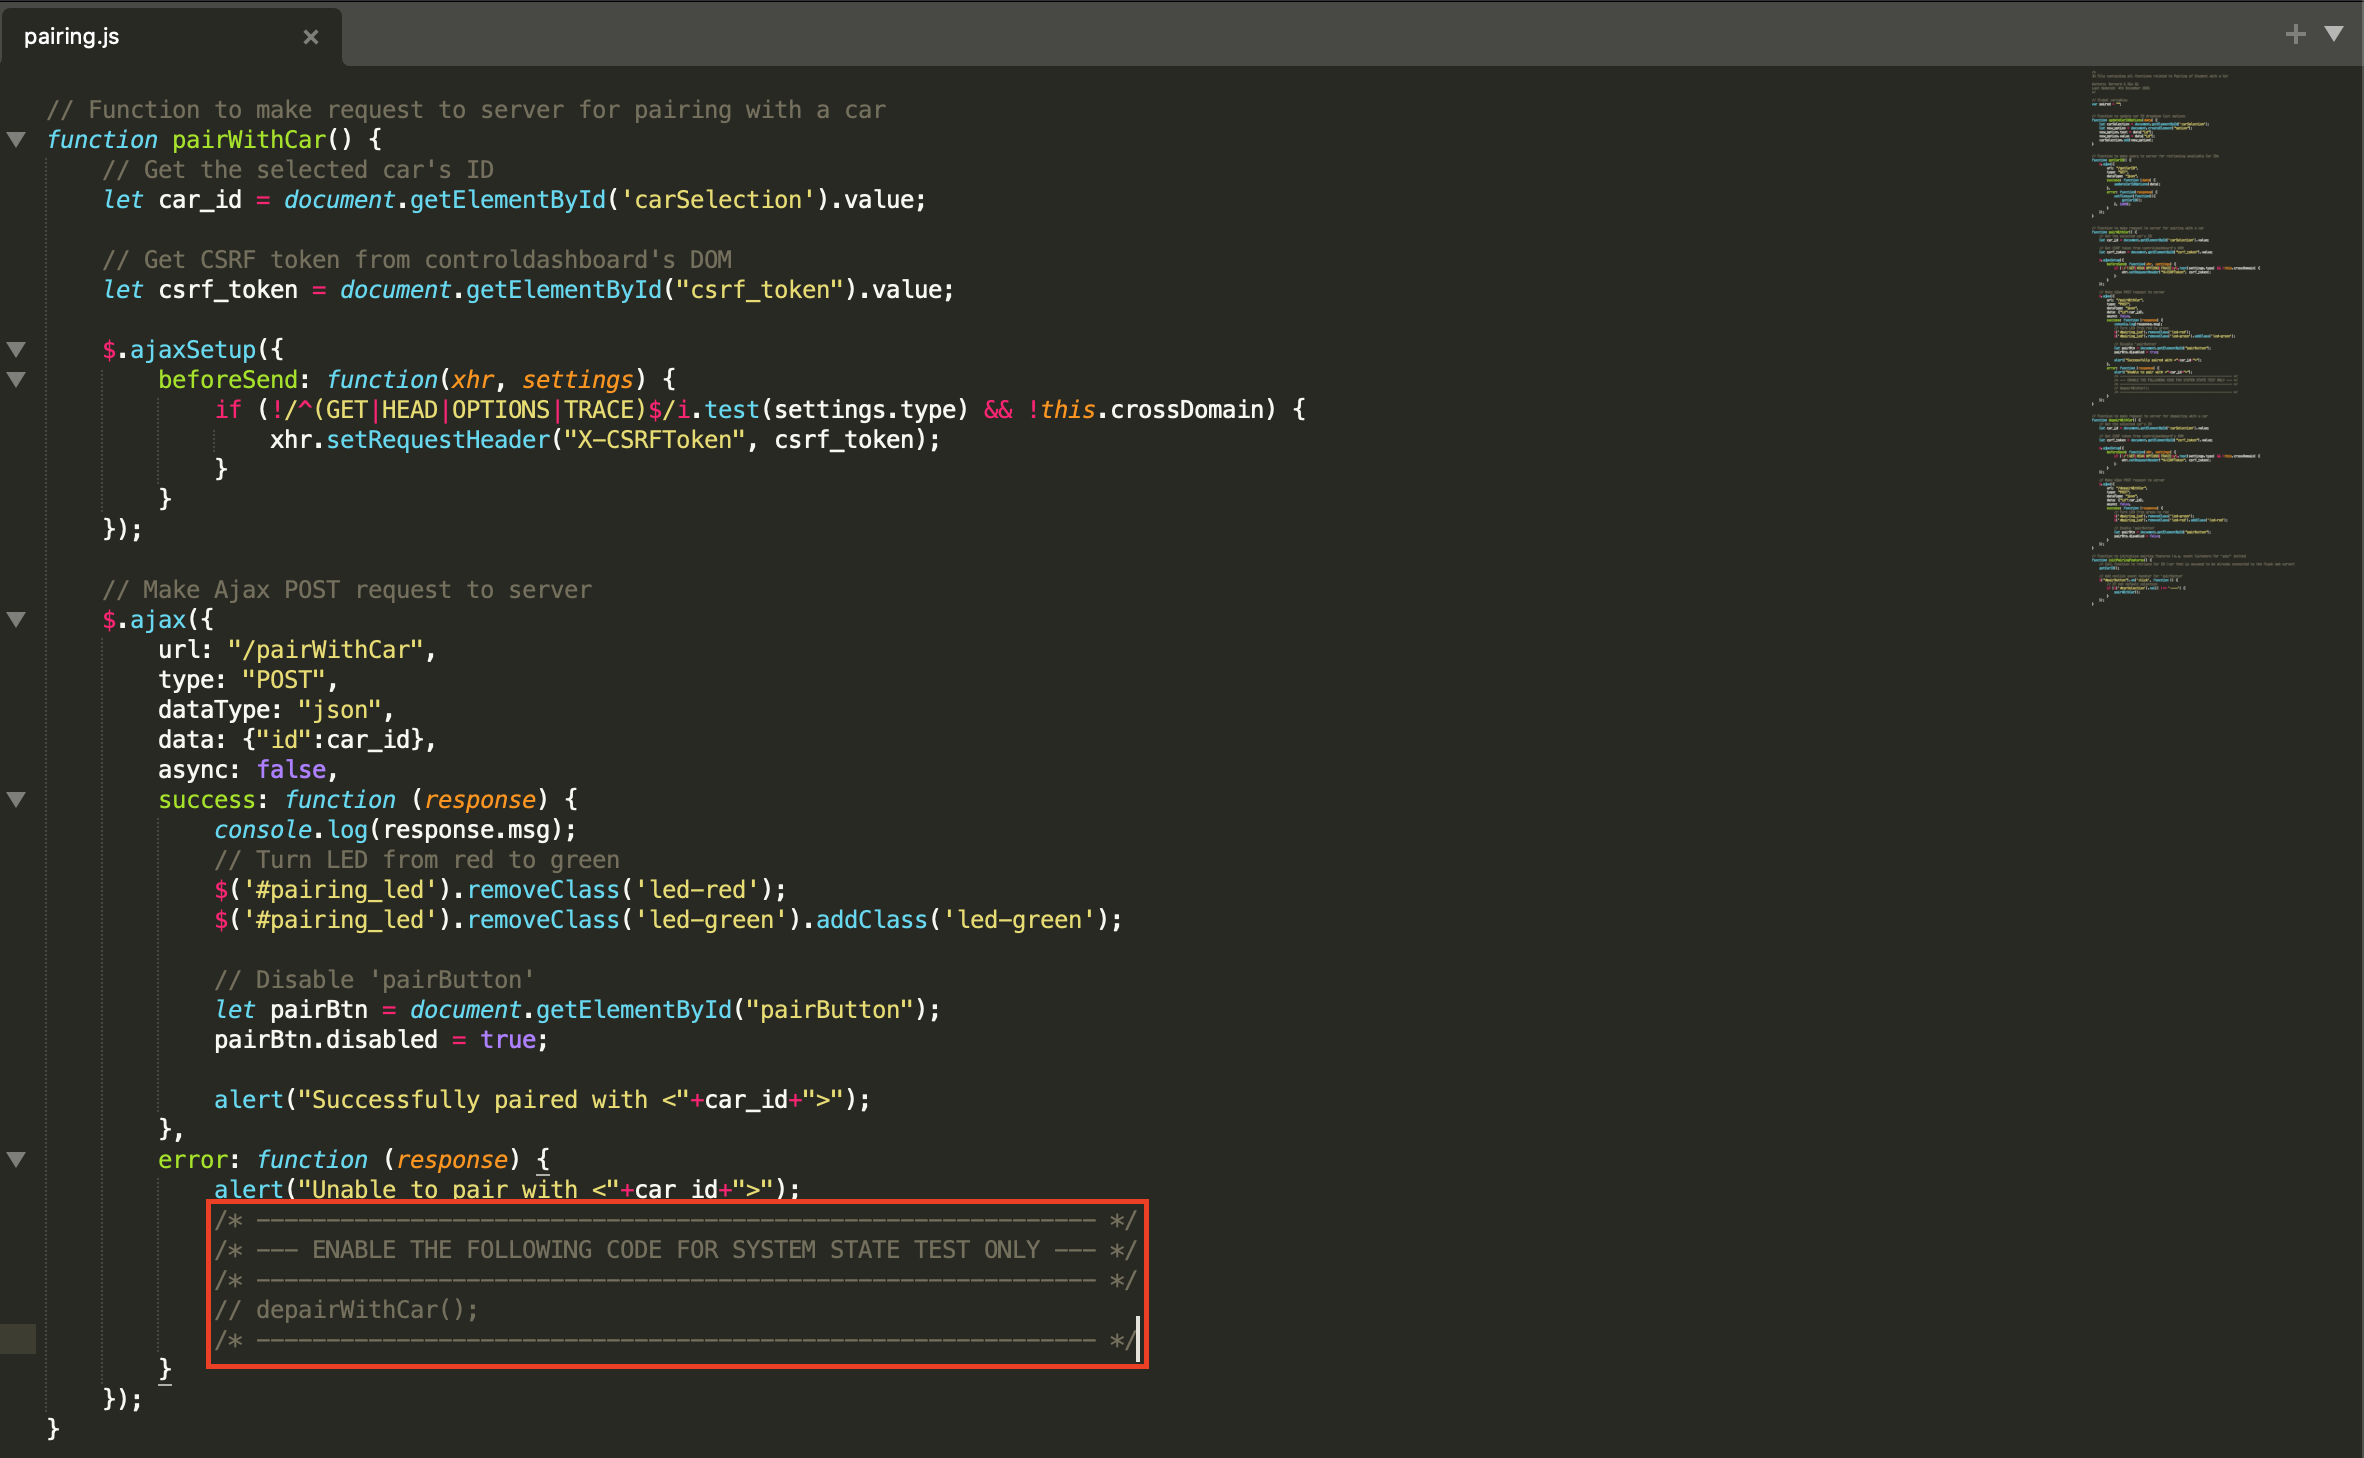 pairing.js
// Function to make request to server for pairing with a car
function pairWithCar() {
// Get the selected car's ID
let car_id = document.getElementById('carSelection').value;
// Get CSRF token from controldashboard's DOM
let csrf_token = document.getElementById("csrf_token").value;
$.ajaxSetup({
beforeSend: function(xhr, settings) {
if (!/^(GET|HEAD|OPTIONS|TRACE)$/i.test(settings.type) && !this.crossDomain) {
xhr.setRequestHeader("X-CSRFToken", csrf_token);
}
}
});
// Make Ajax POST request to server
$.ajax({
url: "/pairWithCar",
type: "POST",
dataType: "json",
data: {"id":car_id},
async: false,
success: function (response) {
console.log(response.msg);
// Turn LED from red to green
$('#pairing_led').removeClass('led-red');
$('#pairing_led').removeClass('led-green').addClass('led-green');
// Disable 'pairButton'
let pairBtn = document.getElementById("pairButton");
pairBtn.disabled = true;
alert("Successfully paired with <"+car_id+">");
},
error: function (response) {
alert("Unable to pair with <"+car_id+">");
/* ------------------------------------------------------------ */
/* --- ENABLE THE FOLLOWING CODE FOR SYSTEM STATE TEST ONLY --- */
/* ------------------------------------------------------------ */
// depairWithCar();
/* ------------------------------------------------------------ */
}
});
}